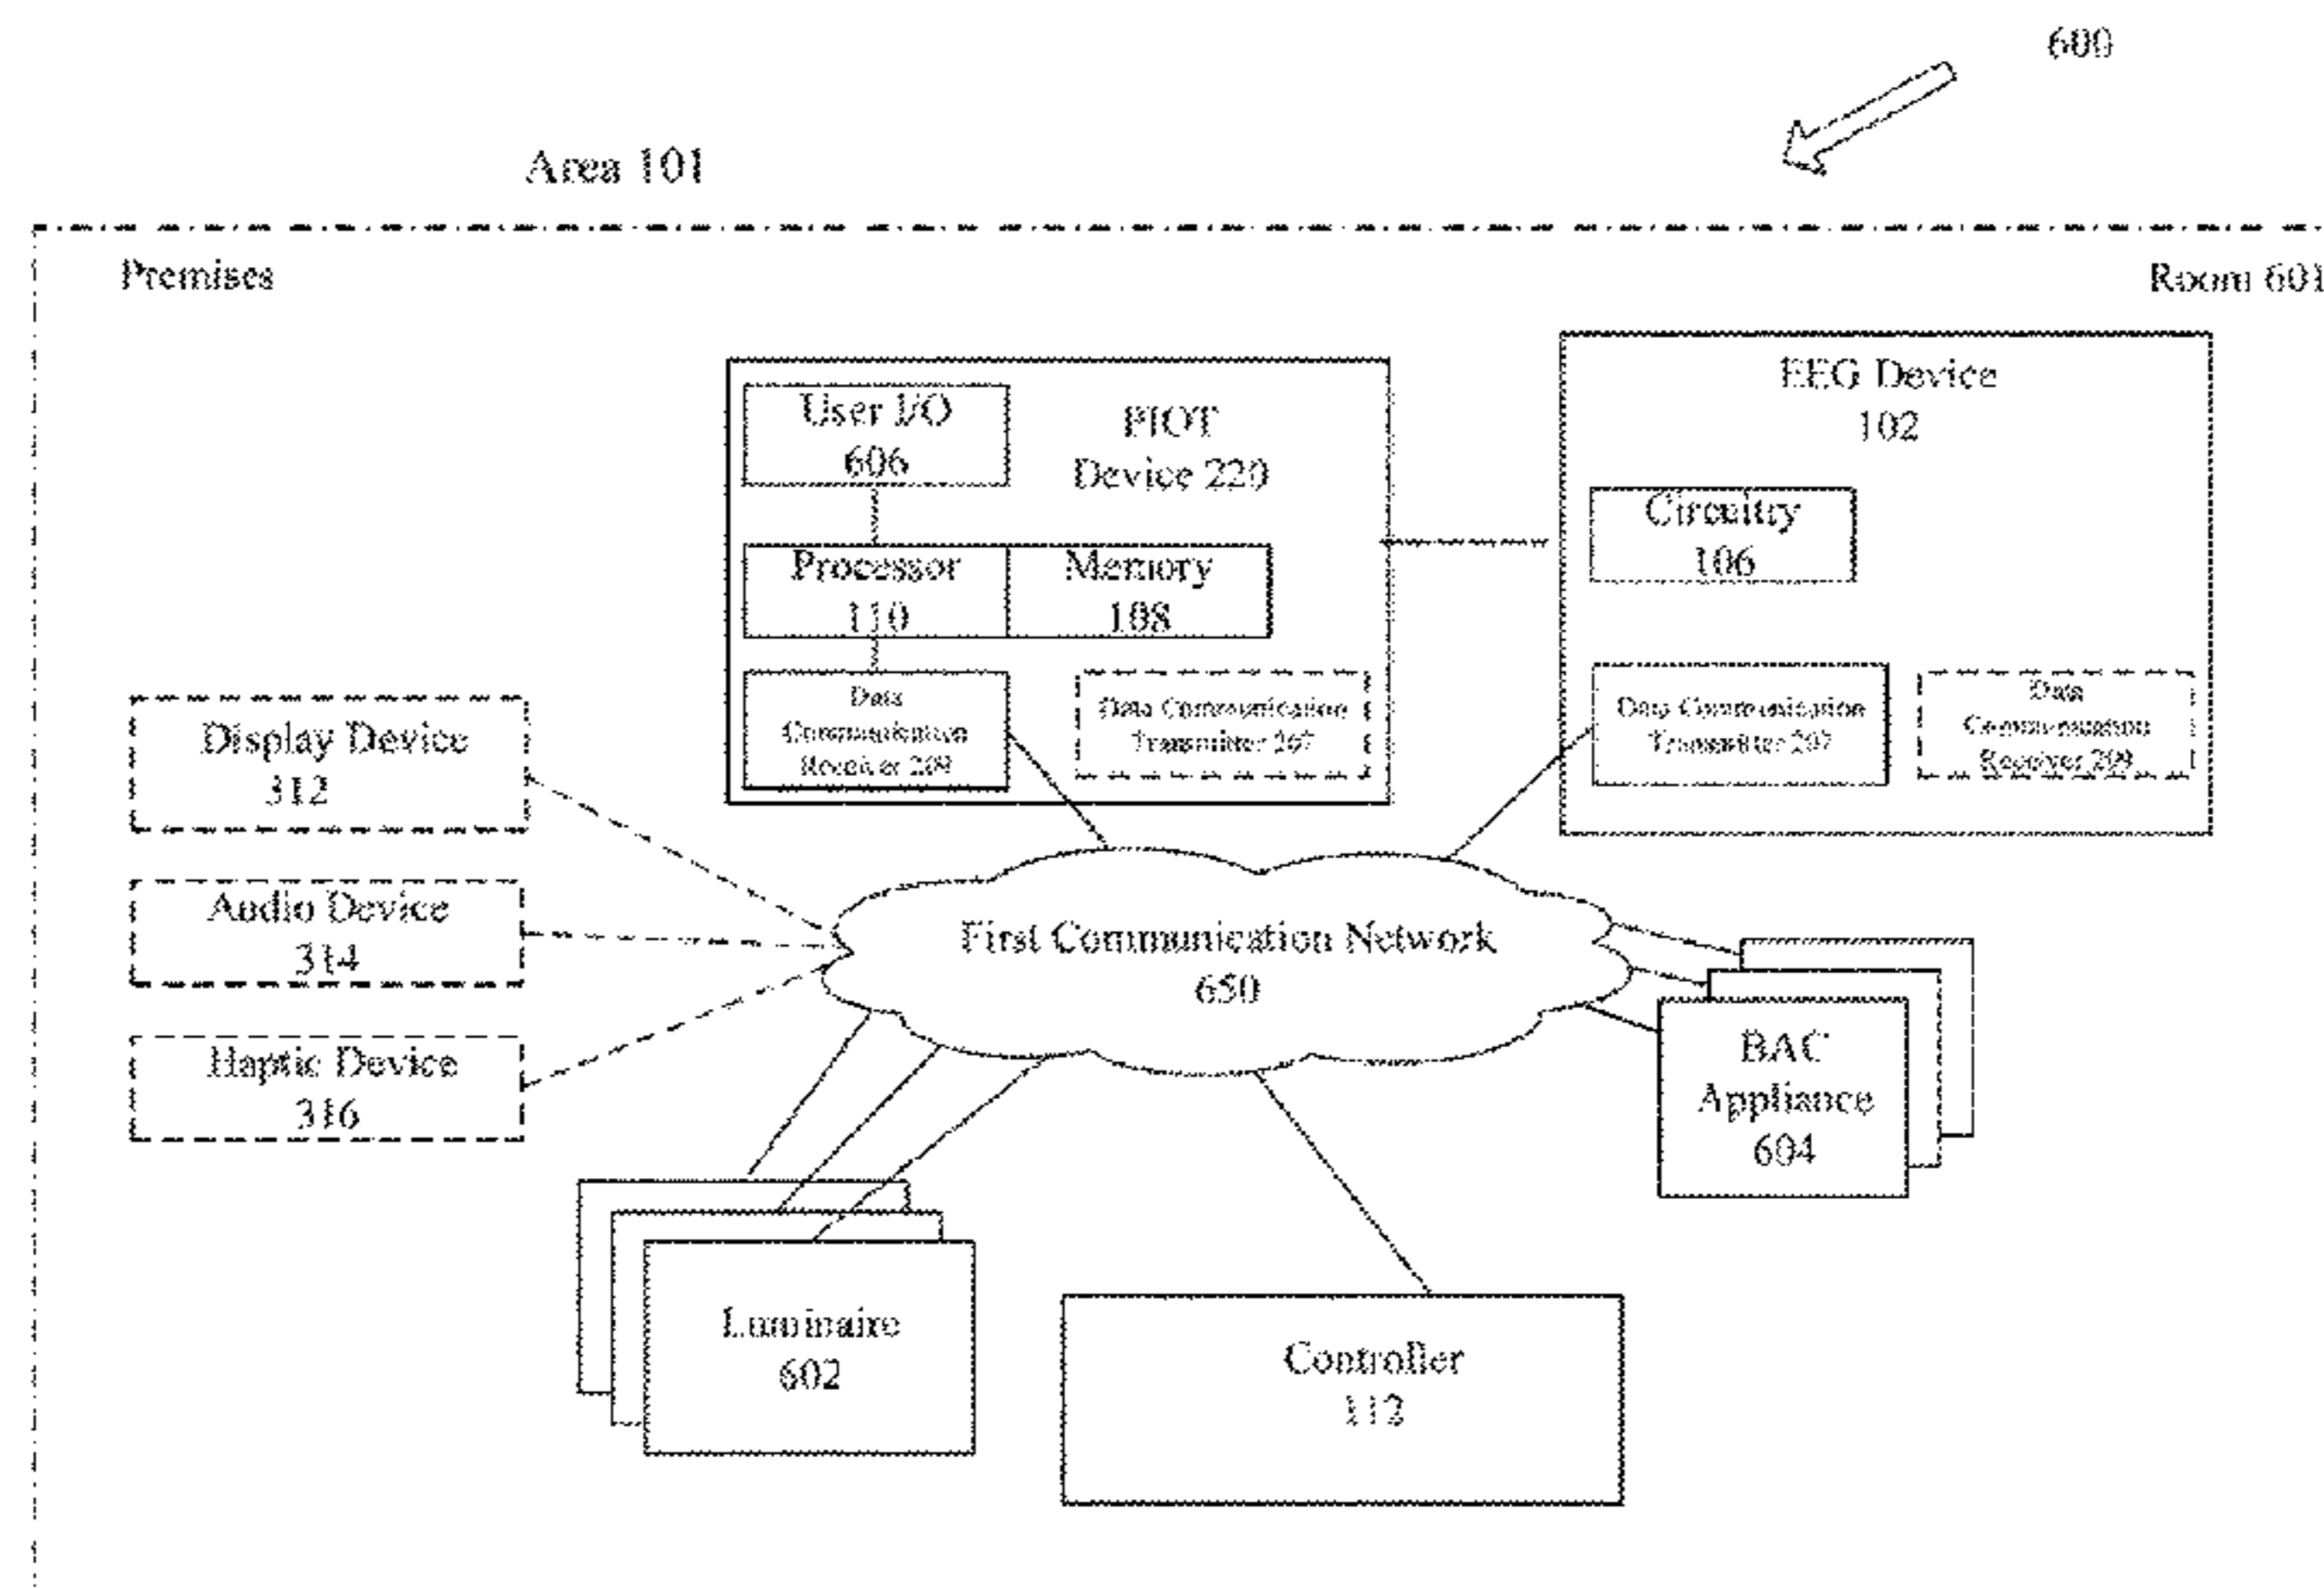 600
Area 101
Premises
Room 601
User I/O
606
PIOT
Device 220
Processor
110
Memory
108
Data
Communication
Receiver 209
Data Communication
Transmitter 207
EEG Device
102
Circuitry
106
Data Communication
Transmitter 207
Data
Communication
Receiver 209
Display Device
312
Audio Device
314
Haptic Device
316
First Communication Network
650
BAC
Appliance
604
Luminaire
602
Controller
112